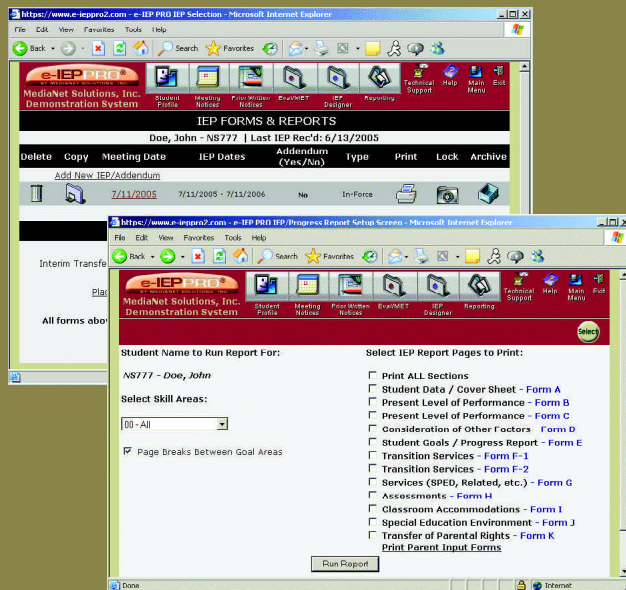 https://www.e-ieppro2.com - e-IEP PRO IEP Selection - Microsoft Internet Explorer
File Edit View Favorites Tools Help
Back Search Favorites
e-IEP PRO®
BY MEDIANET SOLUTIONS, INC.
MediaNet Solutions, Inc.
Demonstration System
Student Profile
Meeting Notices
Prior Written Notices
Eval/MET
IEP Designer
Reporting
Technical Support
Help
Main Menu
Exit
IEP FORMS & REPORTS
Doe, John - NS777 | Last IEP Rec'd: 6/13/2005
Delete Copy Meeting Date IEP Dates Addendum (Yes/No) Type Print Lock Archive
Add New IEP/Addendum
7/11/2005 7/11/2005 - 7/11/2006 No In-Force
Interim Transfe
Plac
All forms abov
https://www.e-ieppro2.com - e-IEP PRO IEP/Progress Report Setup Screen - Microsoft Internet Explorer
File Edit View Favorites Tools Help
Back Search Favorites
e-IEP PRO®
BY MEDIANET SOLUTIONS, INC.
MediaNet Solutions, Inc.
Demonstration System
Student Profile
Meeting Notices
Prior Written Notices
Eval/MET
IEP Designer
Reporting
Technical Support
Help
Main Menu
Exit
Select
Student Name to Run Report For:
NS777 - Doe, John
Select Skill Areas:
00 - All
Page Breaks Between Goal Areas
Select IEP Report Pages to Print:
Print ALL Sections
Student Data / Cover Sheet - Form A
Present Level of Performance - Form B
Present Level of Performance - Form C
Consideration of Other Factors - Form D
Student Goals / Progress Report - Form E
Transition Services - Form F-1
Transition Services - Form F-2
Services (SPED, Related, etc.) - Form G
Assessments - Form H
Classroom Accommodations - Form I
Special Education Environment - Form J
Transfer of Parental Rights - Form K
Print Parent Input Forms
Run Report
Done Internet